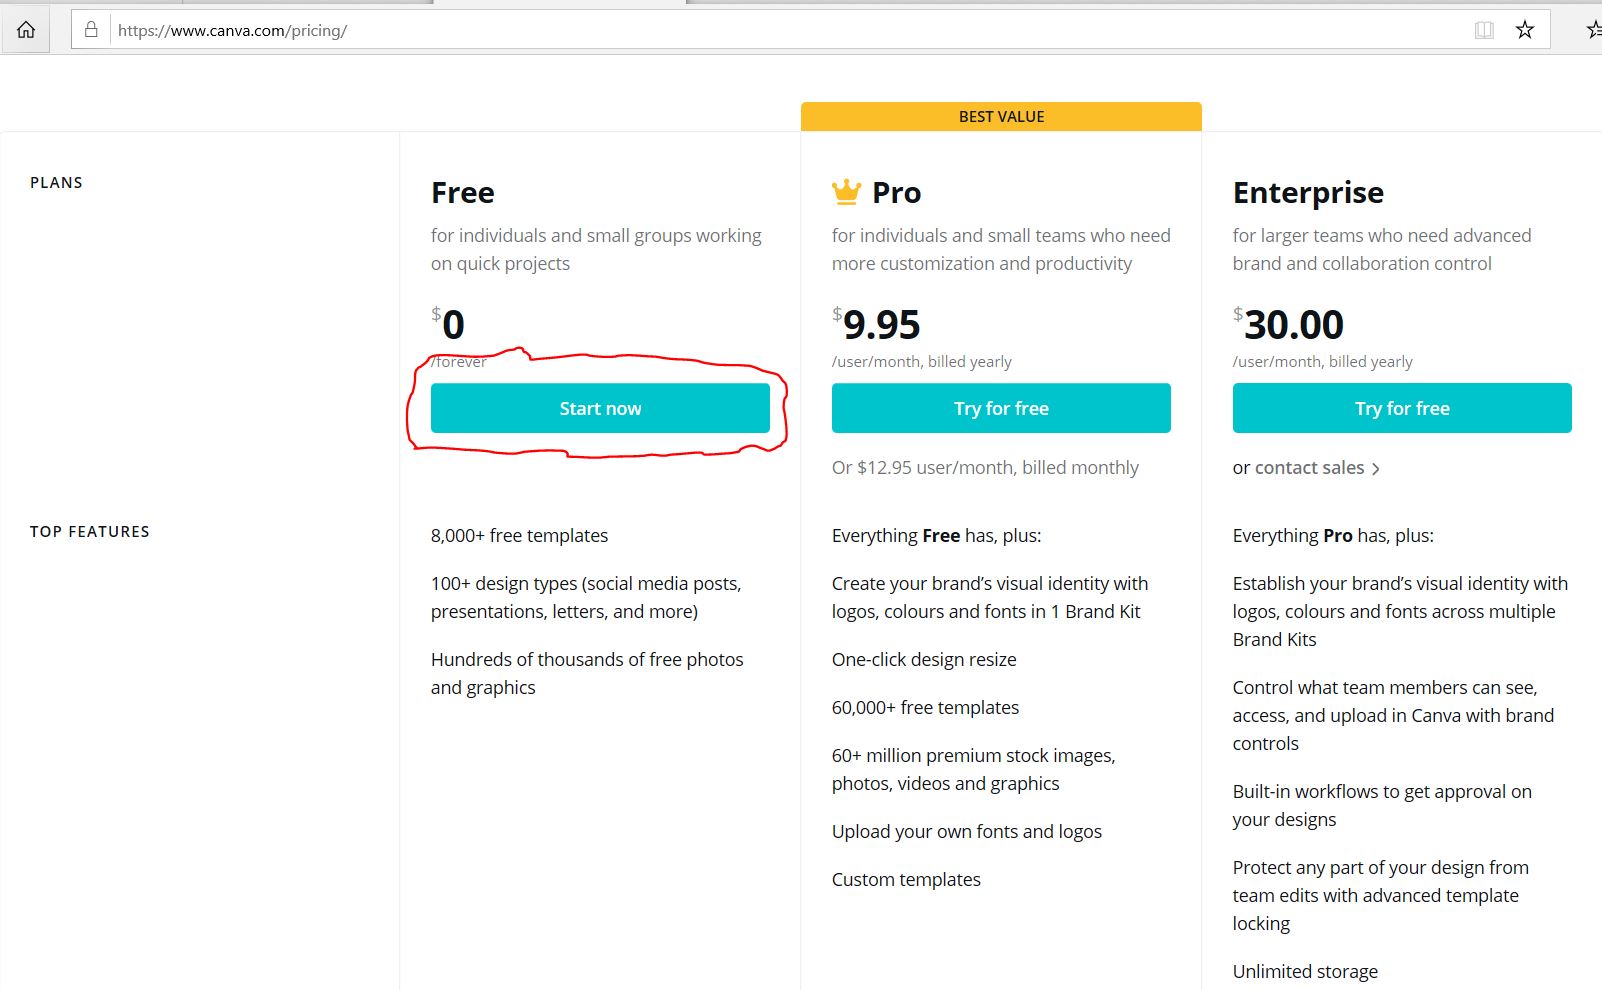 https://www.canva.com/pricing/
BEST VALUE
PLANS
Free
for individuals and small groups working
on quick projects
$0
/forever
Start now
Pro
for individuals and small teams who need
more customization and productivity
$9.95
/user/month, billed yearly
Try for free
Or $12.95 user/month, billed monthly
Enterprise
for larger teams who need advanced
brand and collaboration control
$30.00
/user/month, billed yearly
Try for free
or contact sales >
TOP FEATURES
8,000+ free templates
100+ design types (social media posts,
presentations, letters, and more)
Hundreds of thousands of free photos
and graphics
Everything Free has, plus:
Create your brand’s visual identity with
logos, colours and fonts in 1 Brand Kit
One-click design resize
60,000+ free templates
60+ million premium stock images,
photos, videos and graphics
Upload your own fonts and logos
Custom templates
Everything Pro has, plus:
Establish your brand’s visual identity with
logos, colours and fonts across multiple
Brand Kits
Control what team members can see,
access, and upload in Canva with brand
controls
Built-in workflows to get approval on
your designs
Protect any part of your design from
team edits with advanced template
locking
Unlimited storage